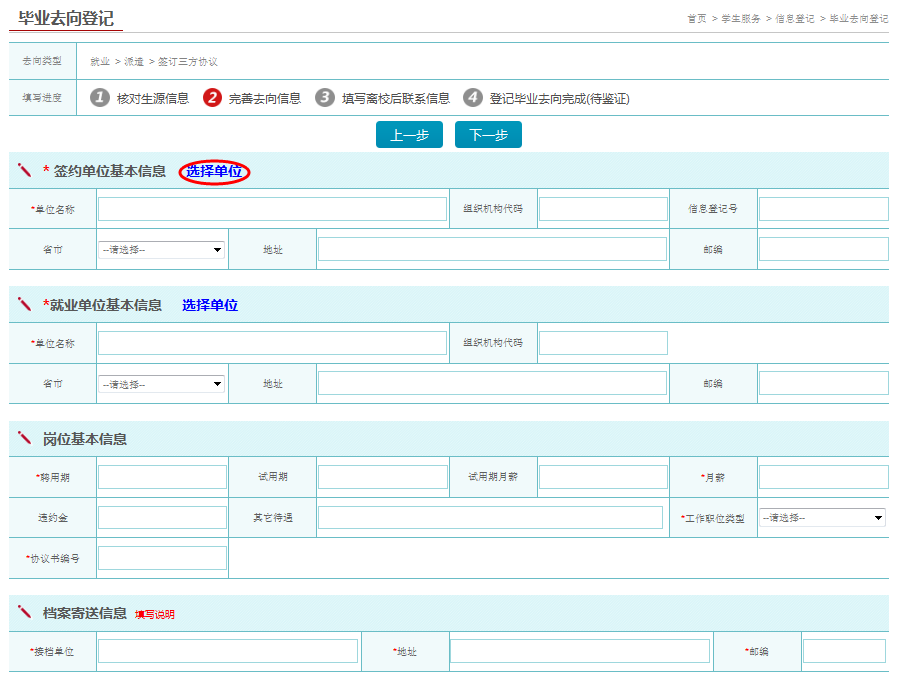 毕业去向登记
首页 > 学生服务 > 信息登记 > 毕业去向登记
去向类型 就业 > 派遣 > 签订三方协议
填写进度 1 核对生源信息 2 完善去向信息 3 填写离校后联系信息 4 登记毕业去向完成(待鉴证)
上一步 下一步
* 签约单位基本信息 选择单位
*单位名称 组织机构代码 信息登记号
省市 --请选择-- 地址 邮编
*就业单位基本信息 选择单位
*单位名称 组织机构代码
省市 --请选择-- 地址 邮编
岗位基本信息
*聘用期 试用期 试用期月薪 *月薪
违约金 其它待遇 *工作职位类型 --请选择--
*协议书编号
档案寄送信息 填写说明
*接档单位 *地址 *邮编